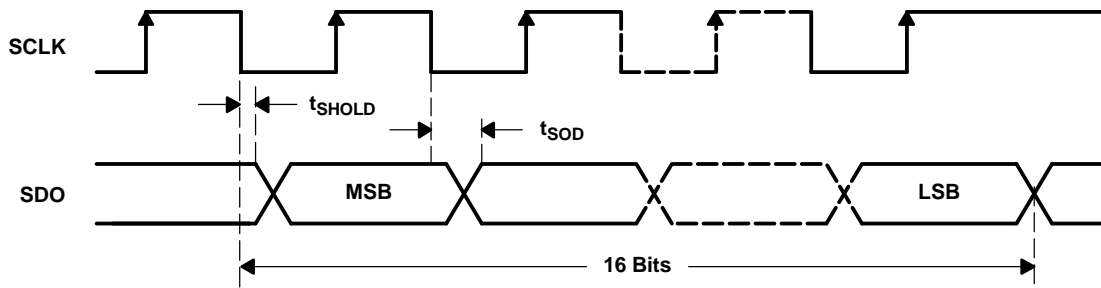 SCLK
tSHOLD
tSOD
SDO
MSB
LSB
16 Bits